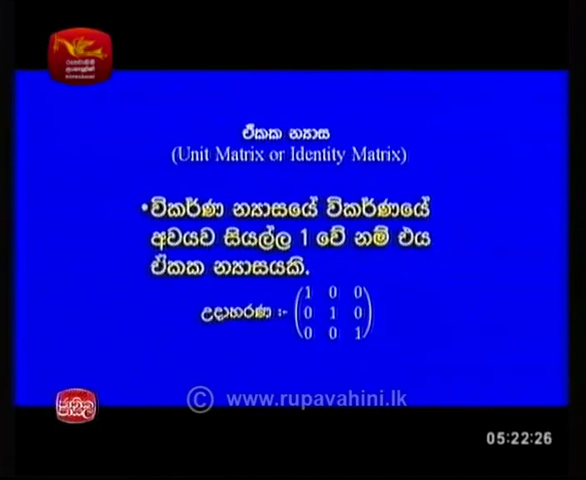 ඒකක න්‍යාස
(Unit Matrix or Identity Matrix)
•විකර්ණ න්‍යාසයේ විකර්ණයේ
අවයව සියල්ල 1 වේ නම් එය
ඒකක න්‍යාසයකි.
උදාහරණ :-
1 0 0
0 1 0
0 0 1
© www.rupavahini.lk
05:22:26